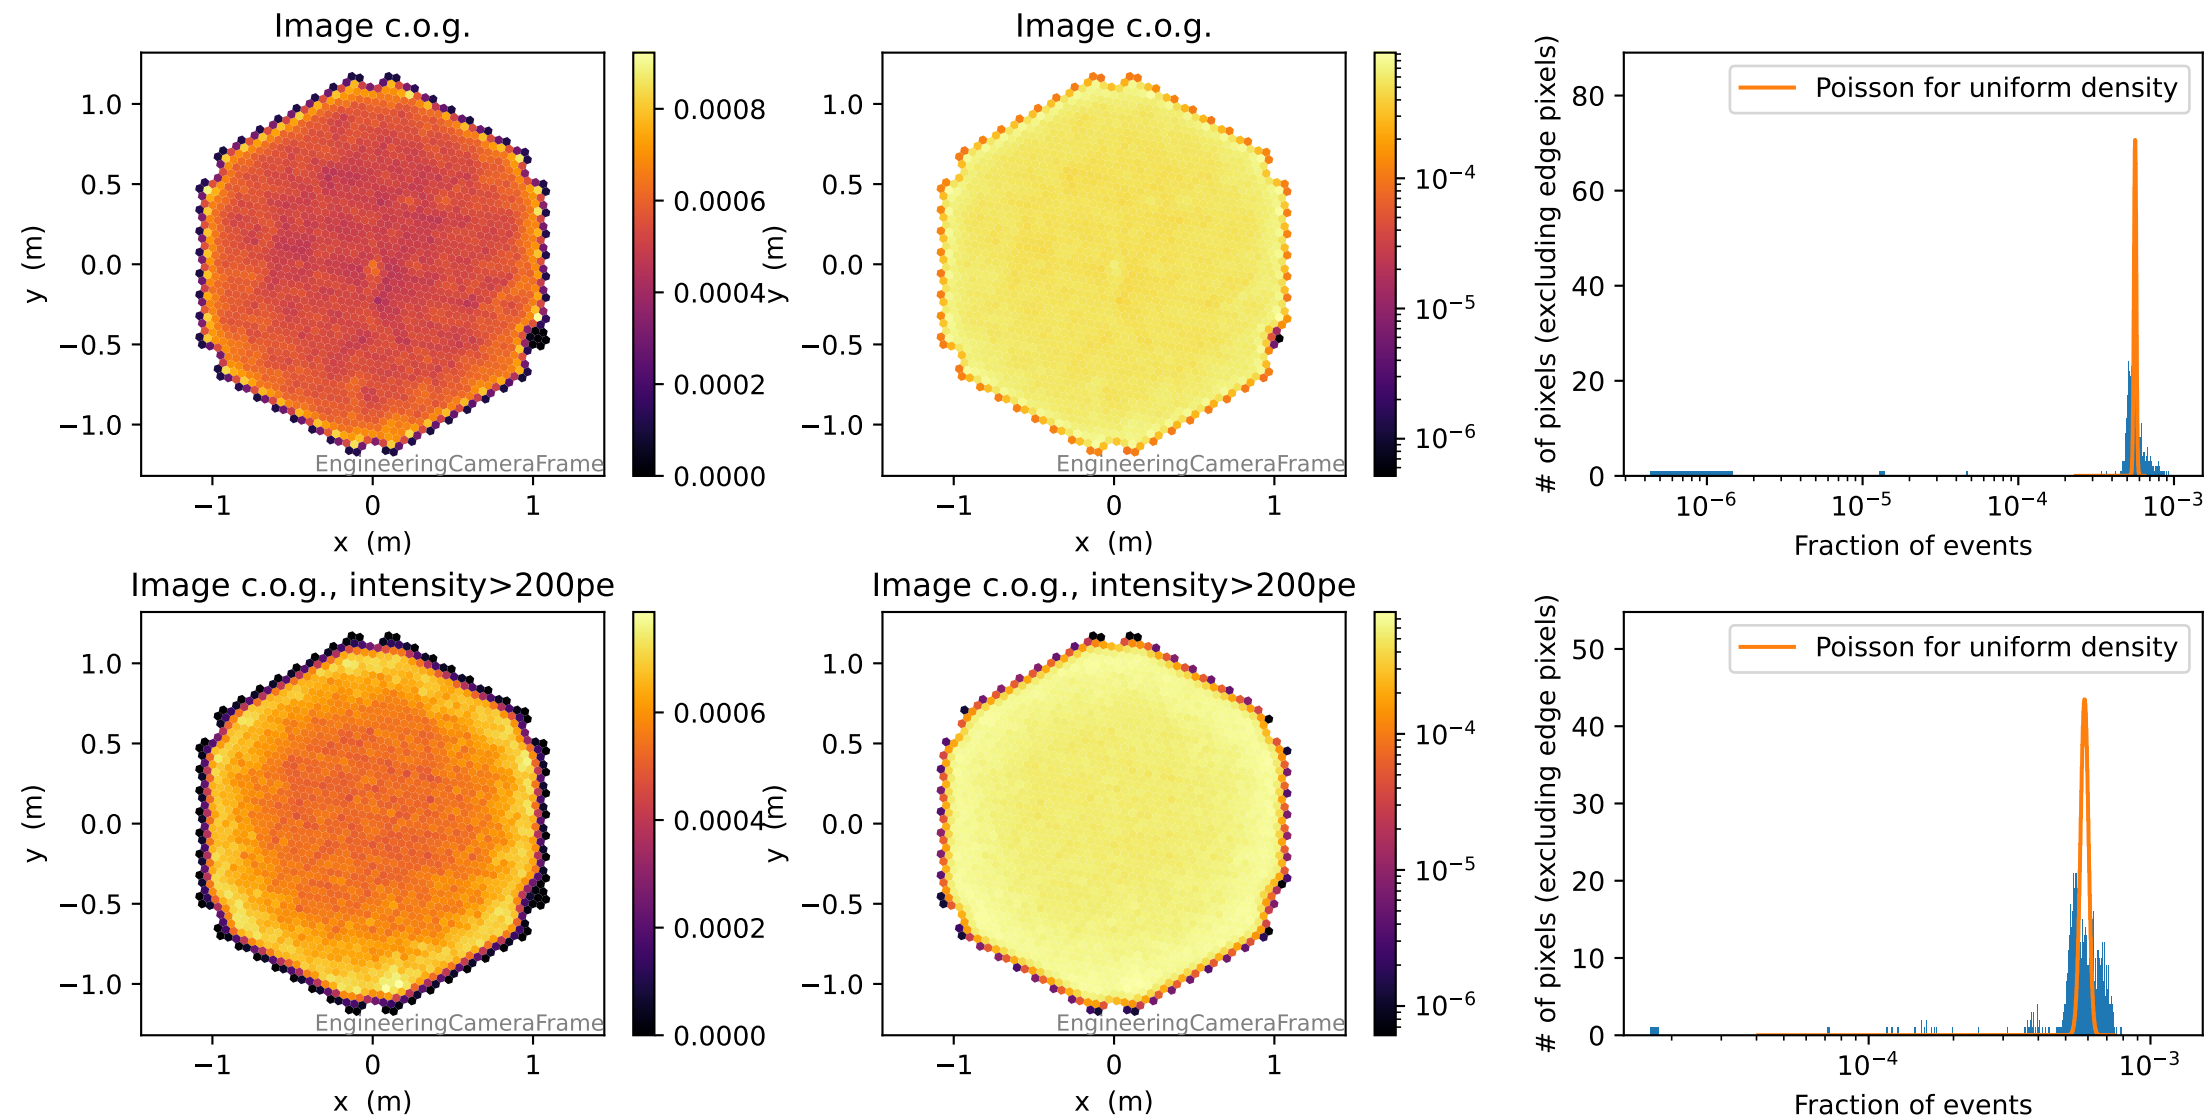 Image c.o.g.
1.0
0.5
0.0
−0.5
−1.0
y (m)
−1 0 1
x (m)
EngineeringCameraFrame
0.0008
0.0006
0.0004
0.0002
0.0000
Image c.o.g.
1.0
0.5
0.0
−0.5
−1.0
y (m)
−1 0 1
x (m)
EngineeringCameraFrame
10−4
10−5
10−6
# of pixels (excluding edge pixels)
80
60
40
20
0
Poisson for uniform density
10−6 10−5 10−4 10−3
Fraction of events
Image c.o.g., intensity>200pe
1.0
0.5
0.0
−0.5
−1.0
y (m)
−1 0 1
x (m)
EngineeringCameraFrame
0.0006
0.0004
0.0002
0.0000
Image c.o.g., intensity>200pe
1.0
0.5
0.0
−0.5
−1.0
y (m)
−1 0 1
x (m)
EngineeringCameraFrame
10−4
10−5
10−6
# of pixels (excluding edge pixels)
50
40
30
20
10
0
Poisson for uniform density
10−4 10−3
Fraction of events